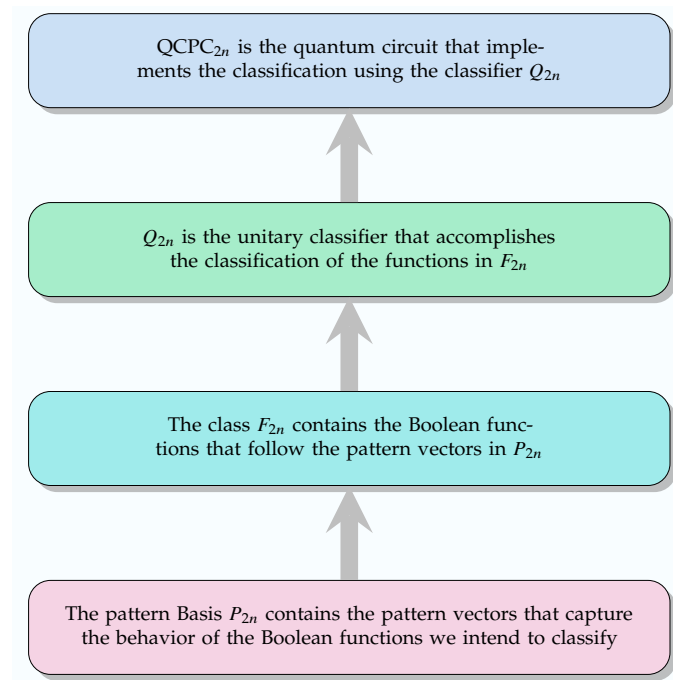 QCPC₂ₙ is the quantum circuit that imple-
ments the classification using the classifier Q₂ₙ
Q₂ₙ is the unitary classifier that accomplishes
the classification of the functions in F₂ₙ
The class F₂ₙ contains the Boolean func-
tions that follow the pattern vectors in P₂ₙ
The pattern Basis P₂ₙ contains the pattern vectors that capture
the behavior of the Boolean functions we intend to classify